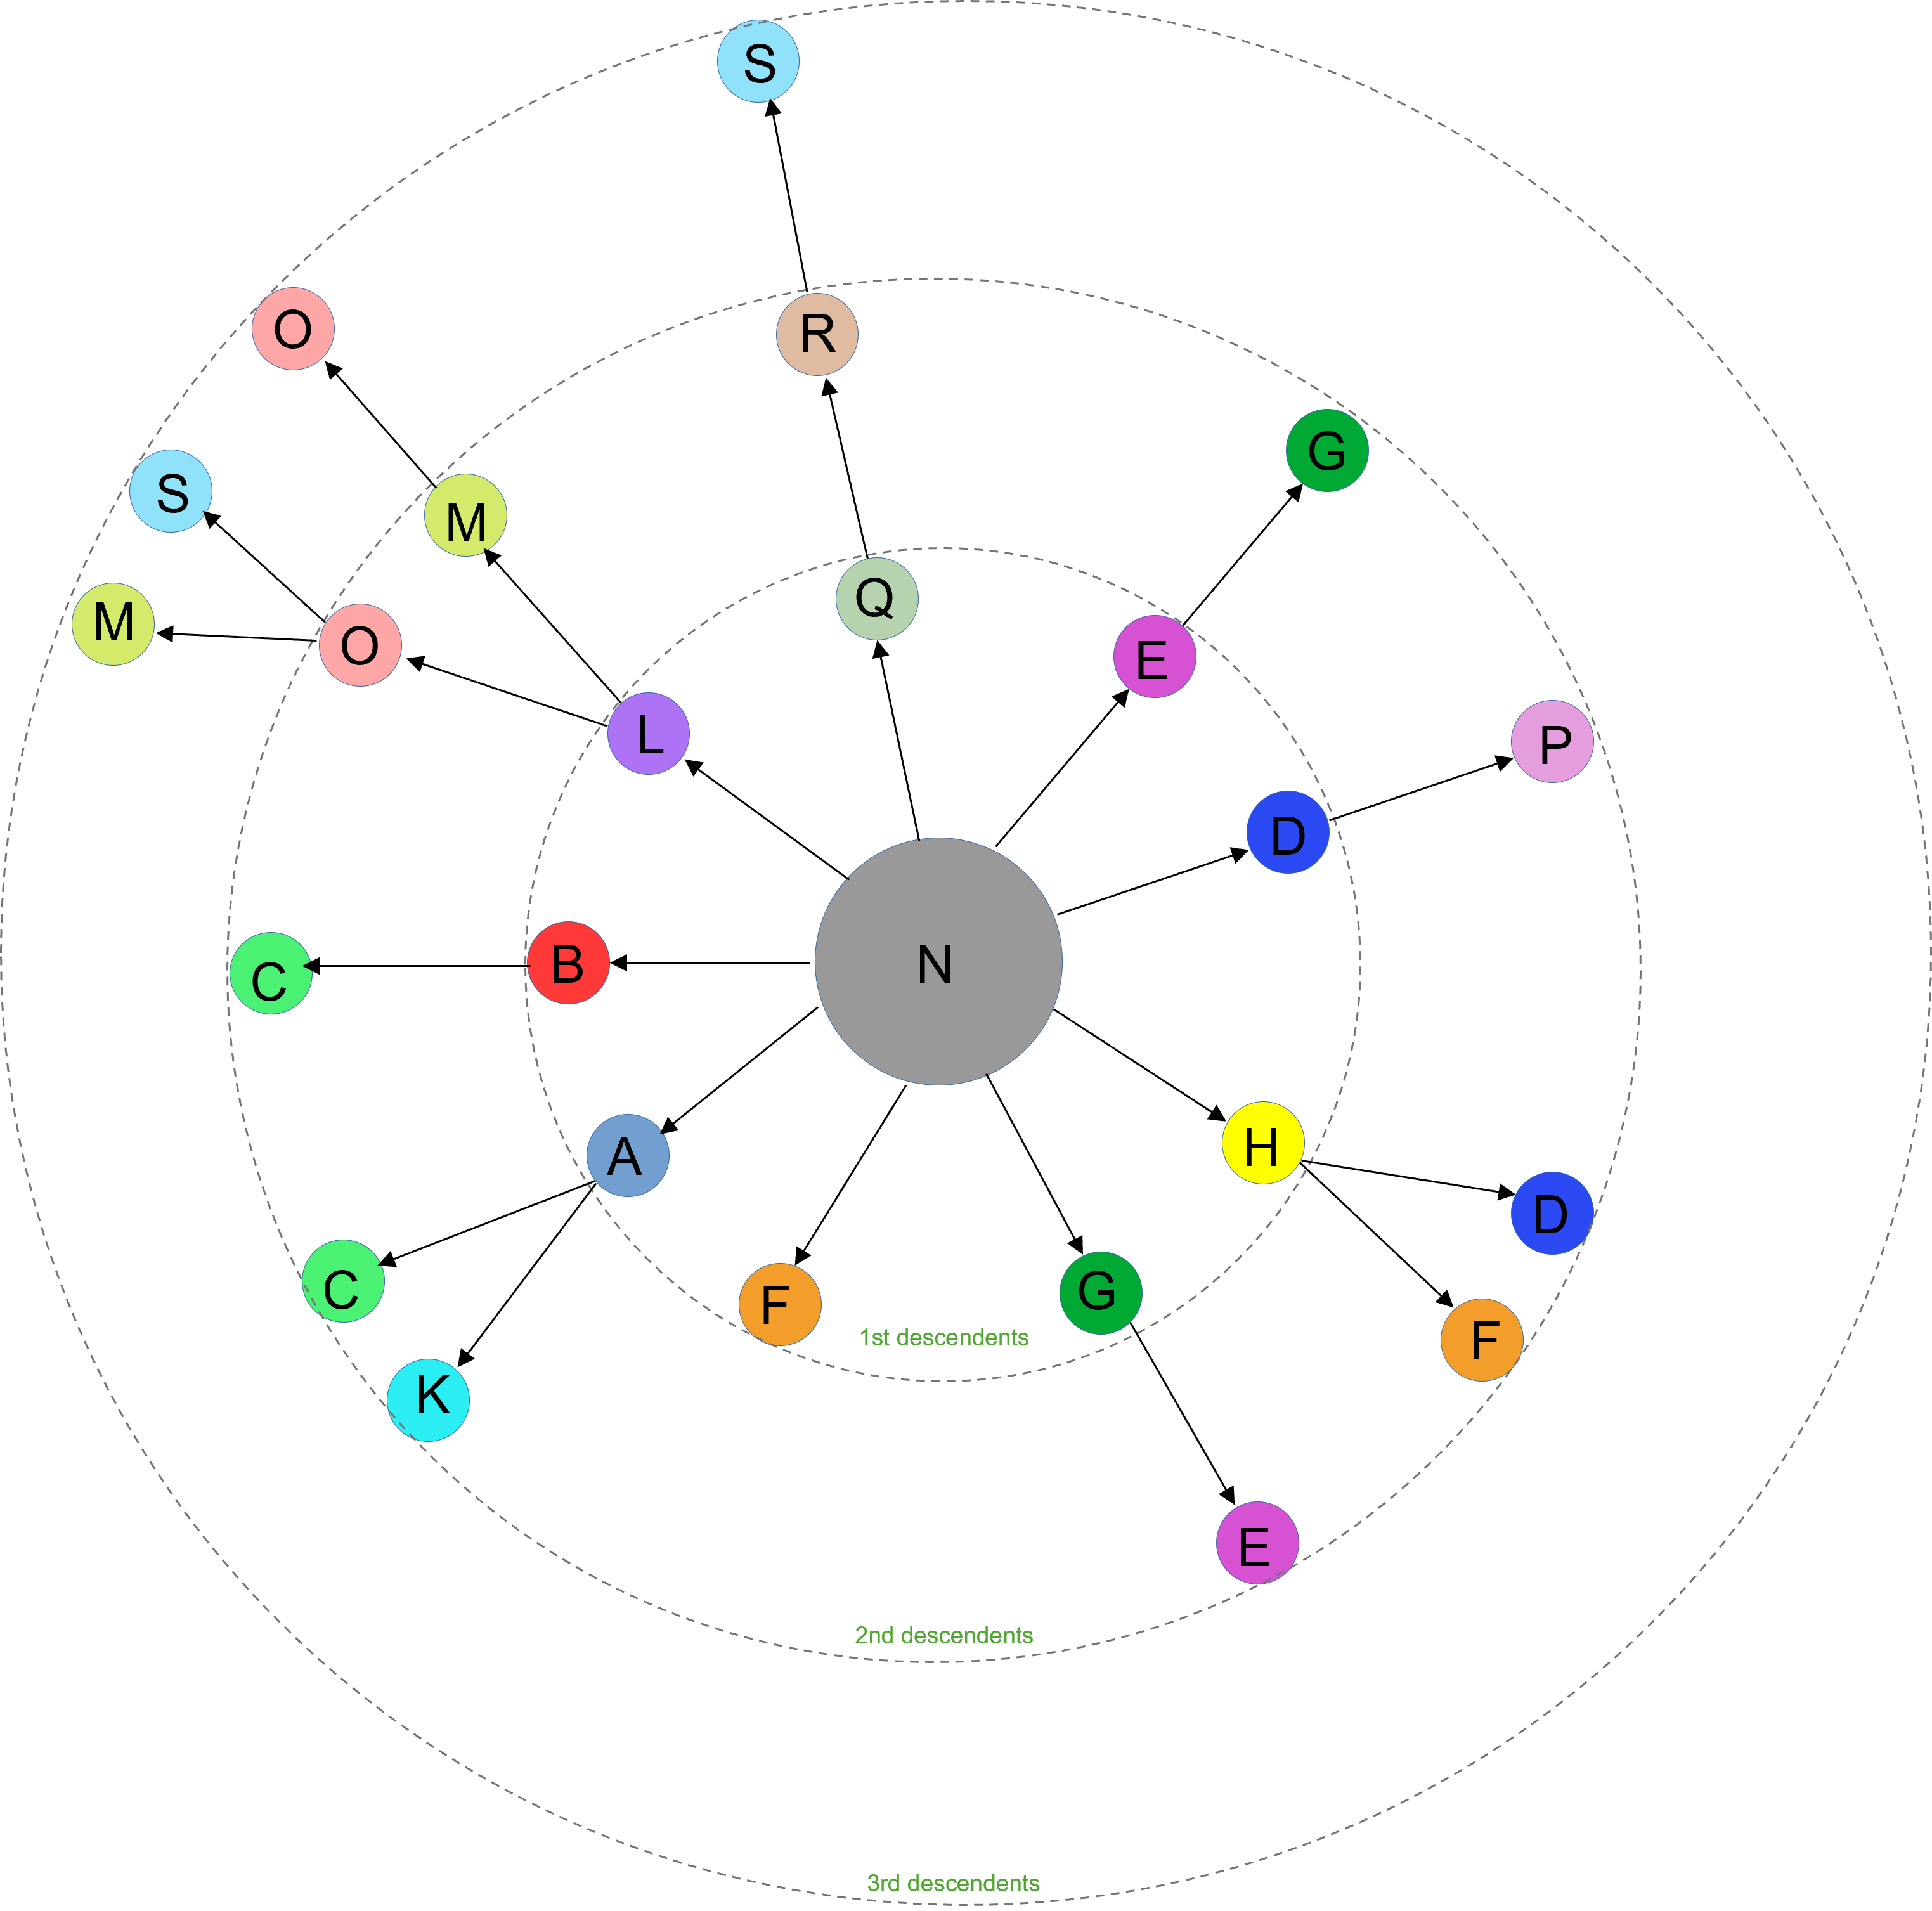 S
O
R
G
S
M
Q
M
O
E
L
P
D
B
N
C
A
H
D
C
F
G
1st descendents
F
K
E
2nd descendents
3rd descendents